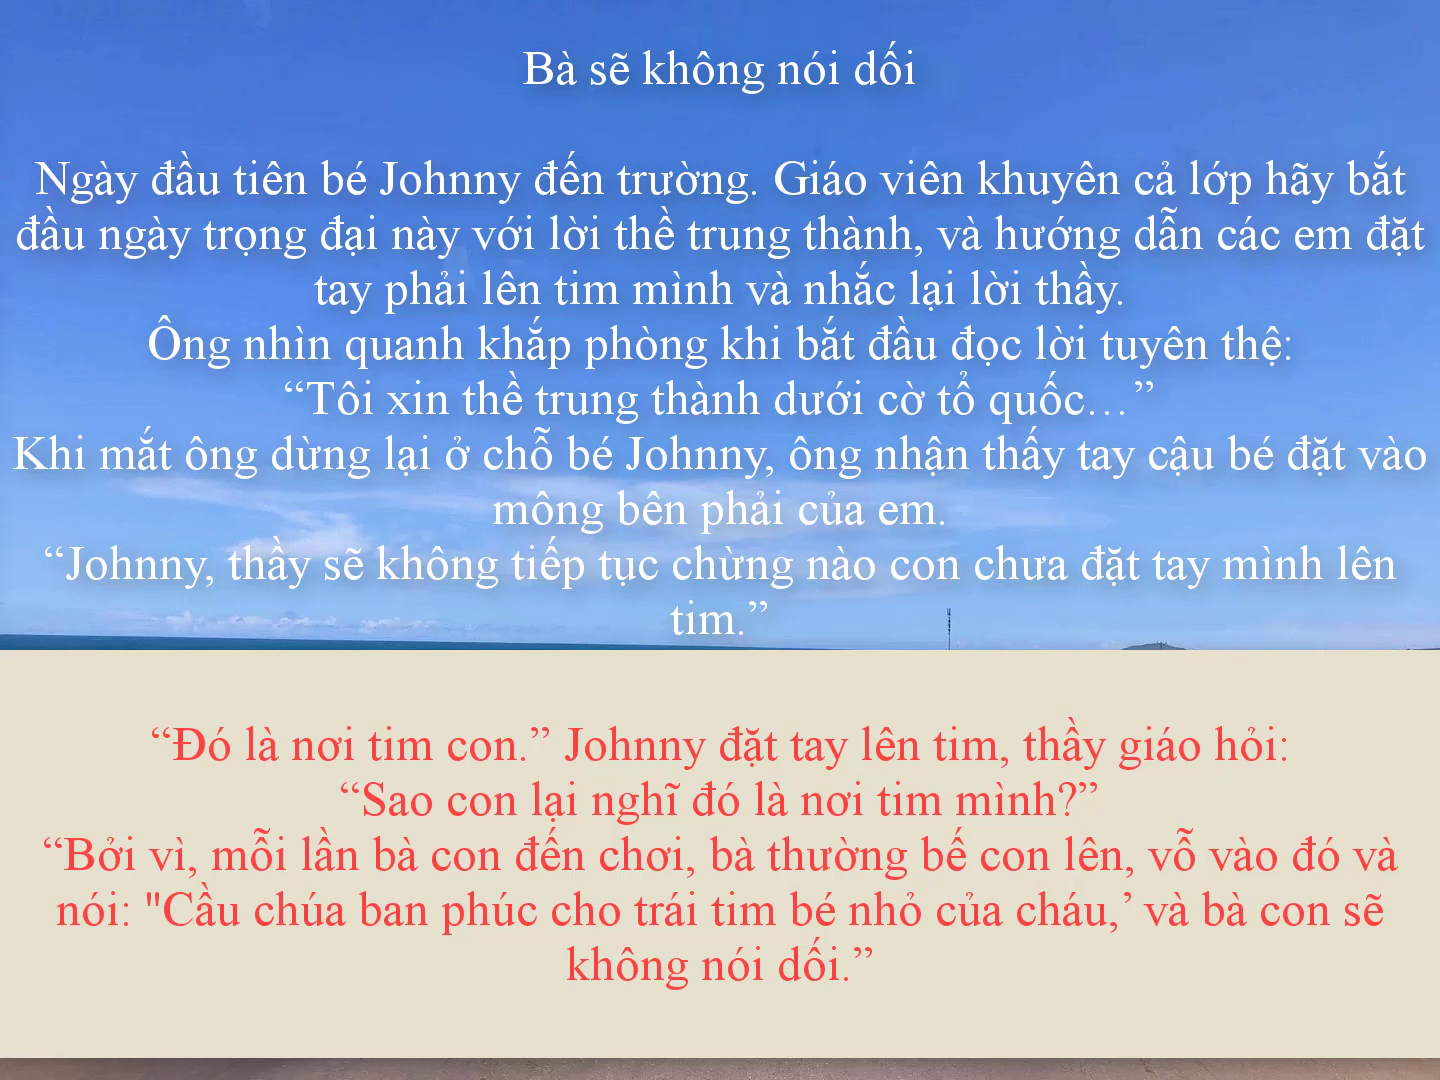 Bà sẽ không nói dối
Ngày đầu tiên bé Johnny đến trường. Giáo viên khuyên cả lớp hãy bắt
đầu ngày trọng đại này với lời thề trung thành, và hướng dẫn các em đặt
tay phải lên tim mình và nhắc lại lời thầy.
Ông nhìn quanh khắp phòng khi bắt đầu đọc lời tuyên thệ:
“Tôi xin thề trung thành dưới cờ tổ quốc…”
Khi mắt ông dừng lại ở chỗ bé Johnny, ông nhận thấy tay cậu bé đặt vào
mông bên phải của em.
“Johnny, thầy sẽ không tiếp tục chừng nào con chưa đặt tay mình lên
tim.”
“Đó là nơi tim con.” Johnny đặt tay lên tim, thầy giáo hỏi:
“Sao con lại nghĩ đó là nơi tim mình?”
“Bởi vì, mỗi lần bà con đến chơi, bà thường bế con lên, vỗ vào đó và
nói: "Cầu chúa ban phúc cho trái tim bé nhỏ của cháu,’ và bà con sẽ
không nói dối.”